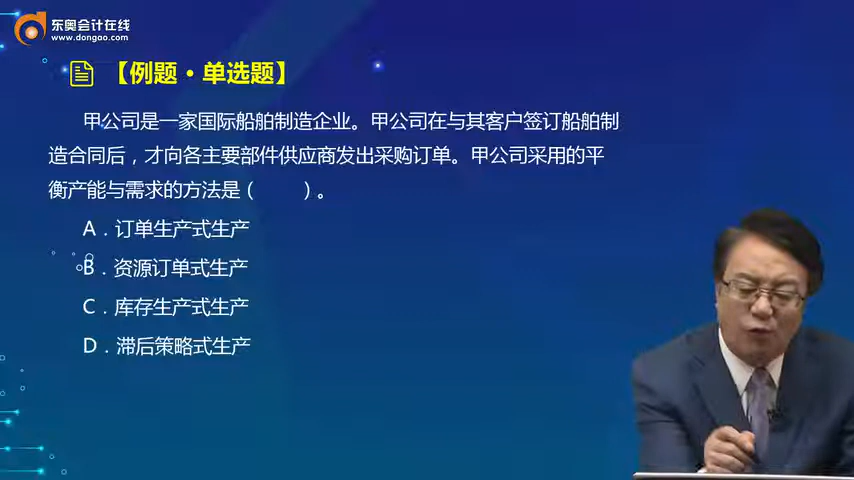 东奥会计在线
www.dongao.com
【例题·单选题】
甲公司是一家国际船舶制造企业。甲公司在与其客户签订船舶制
造合同后，才向各主要部件供应商发出采购订单。甲公司采用的平
衡产能与需求的方法是（　　）。
A．订单生产式生产
B．资源订单式生产
C．库存生产式生产
D．滞后策略式生产